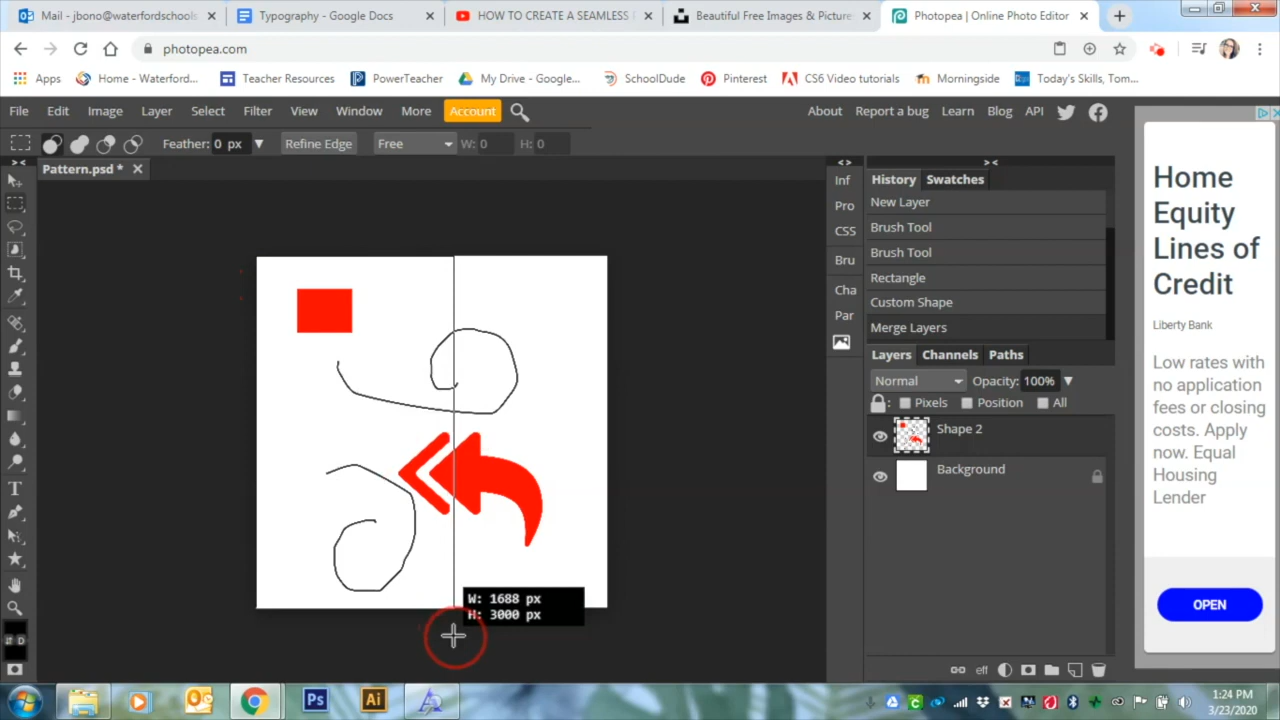 Mail - jbono@waterfordschools
Typography - Google Docs
HOW TO CREATE A SEAMLESS
Beautiful Free Images & Picture
Photopea | Online Photo Editor
photopea.com
Apps
Home - Waterford...
Teacher Resources
PowerTeacher
My Drive - Google...
SchoolDude
Pinterest
CS6 Video tutorials
Morningside
Today's Skills, Tom...
File Edit Image Layer Select Filter View Window More Account
About Report a bug Learn Blog API
Feather: 0 px Refine Edge Free W: 0 H: 0
Pattern.psd *
Inf
Pro
CSS
Bru
Cha
Par
History Swatches
New Layer
Brush Tool
Brush Tool
Rectangle
Custom Shape
Merge Layers
Layers Channels Paths
Normal Opacity: 100%
Pixels Position All
Shape 2
Background
eff
W: 1688 px
H: 3000 px
T
D
Home
Equity
Lines of
Credit
Liberty Bank
Low rates with
no application
fees or closing
costs. Apply
now. Equal
Housing
Lender
OPEN
Ps
Ai
1:24 PM
3/23/2020